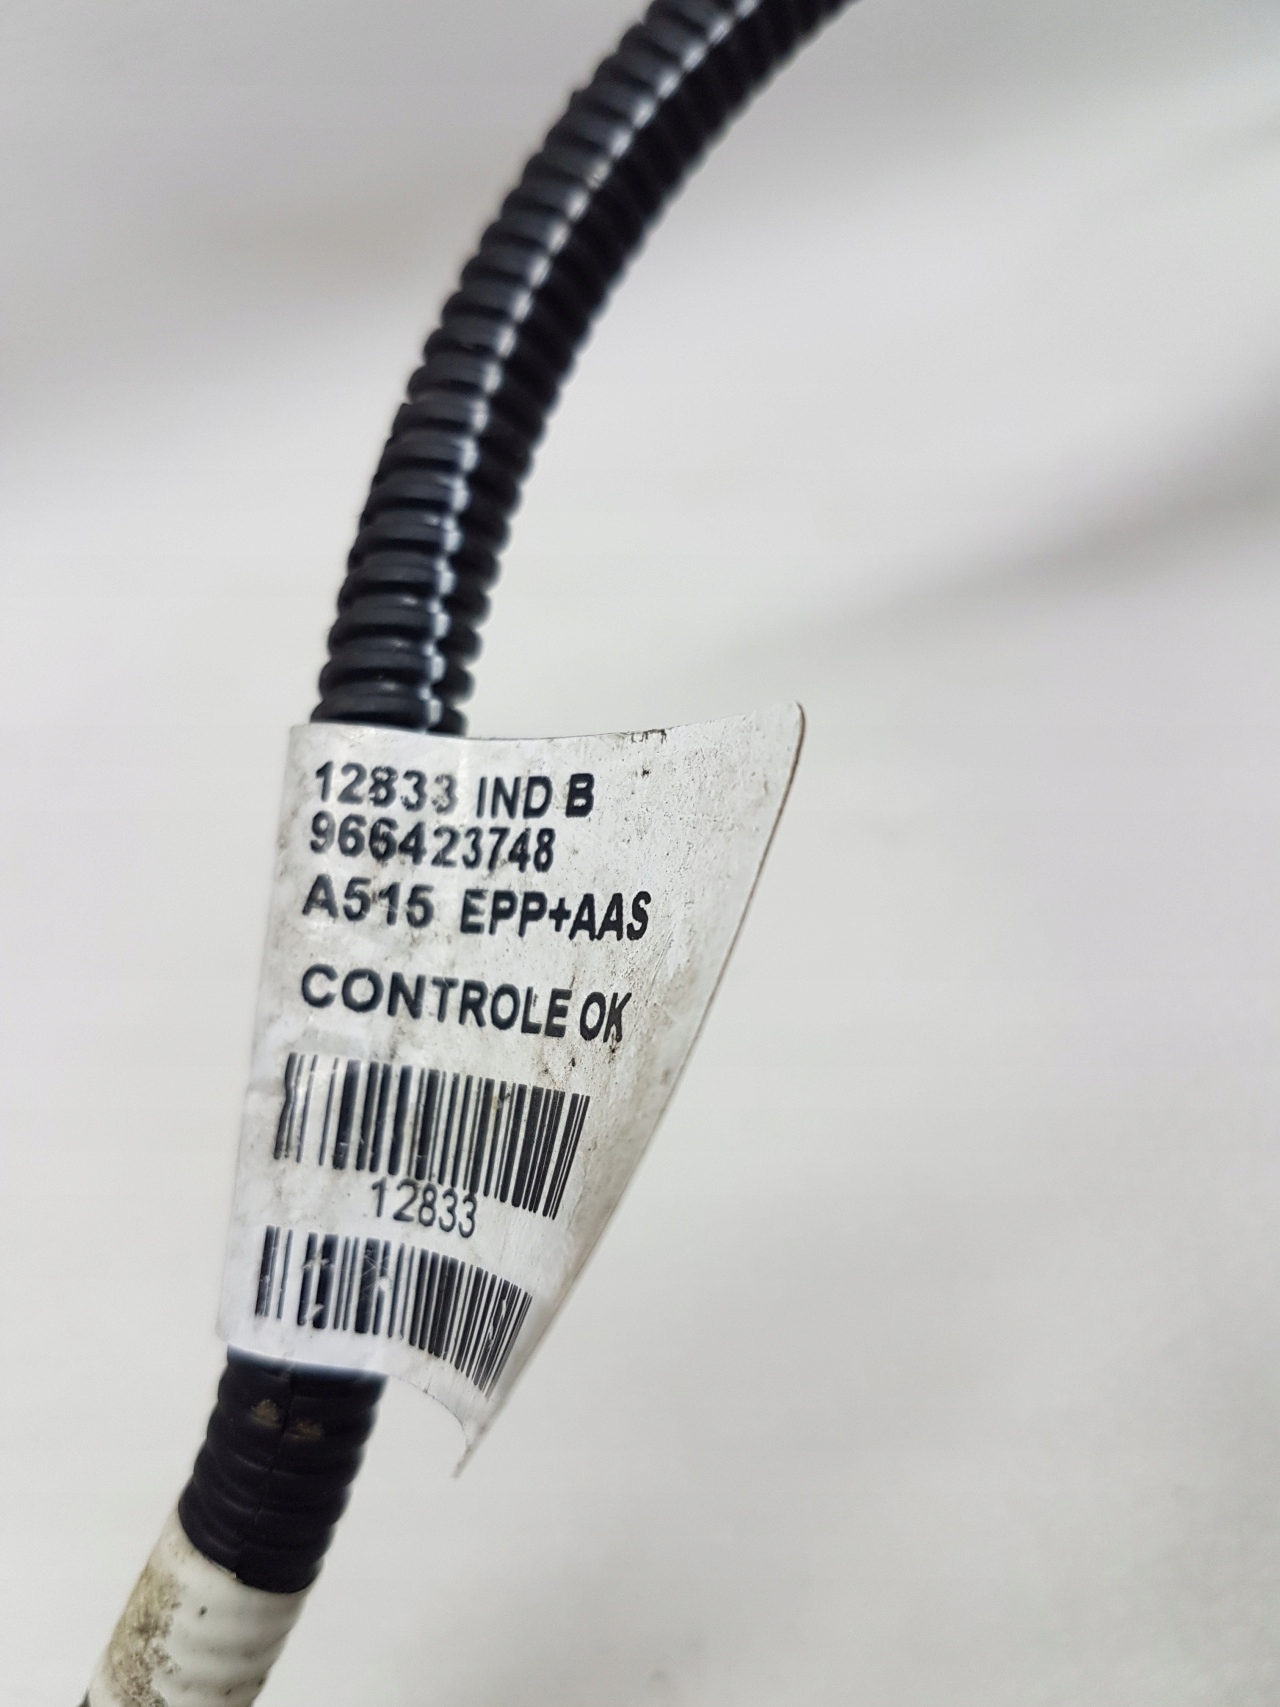 12833 IND B
966423748
A515 EPP+AAS
CONTROLE OK
12833